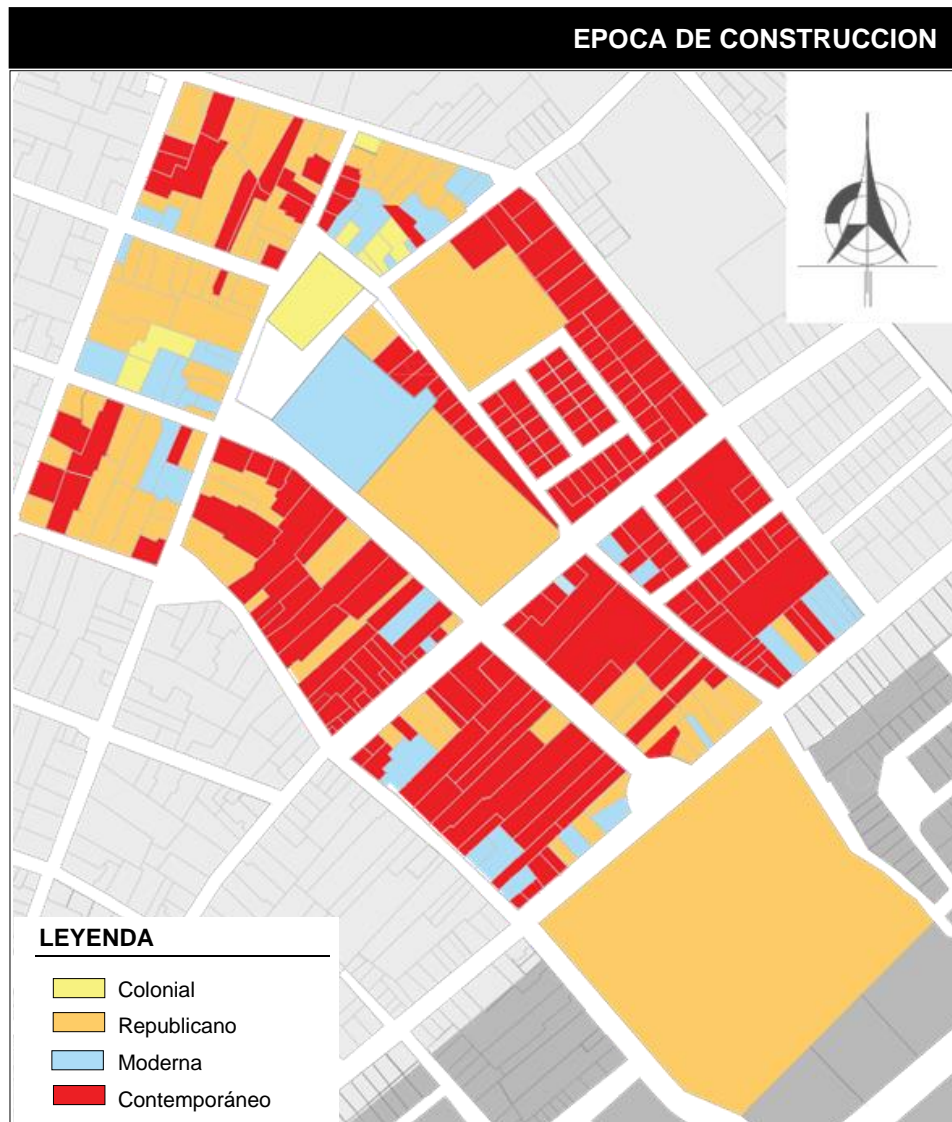 EPOCA DE CONSTRUCCION
LEYENDA
Colonial
Republicano
Moderna
Contemporáneo